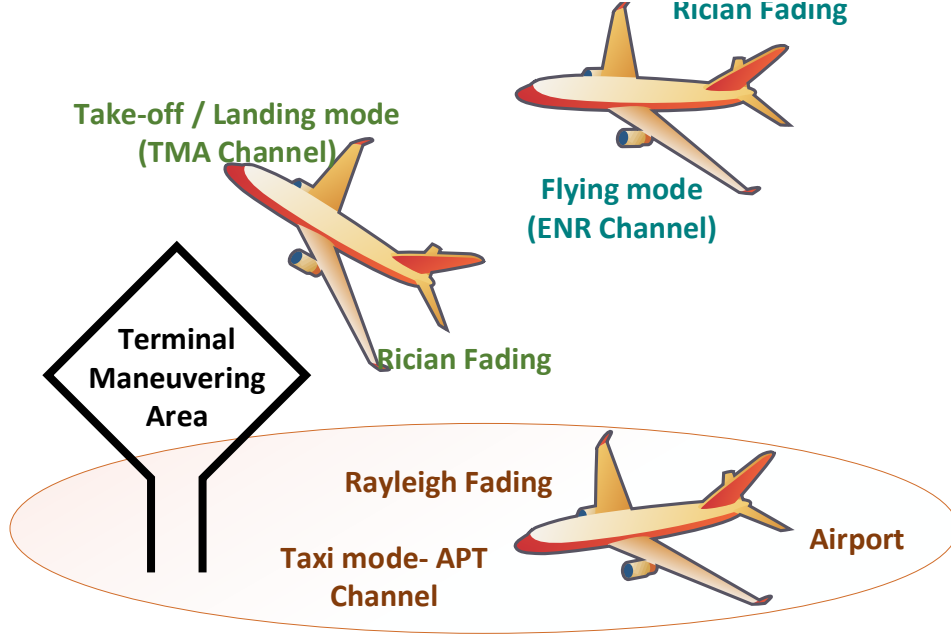 Rician Fading
Take-off / Landing mode
(TMA Channel)
Flying mode
(ENR Channel)
Terminal
Maneuvering
Area
Rician Fading
Rayleigh Fading
Airport
Taxi mode- APT
Channel